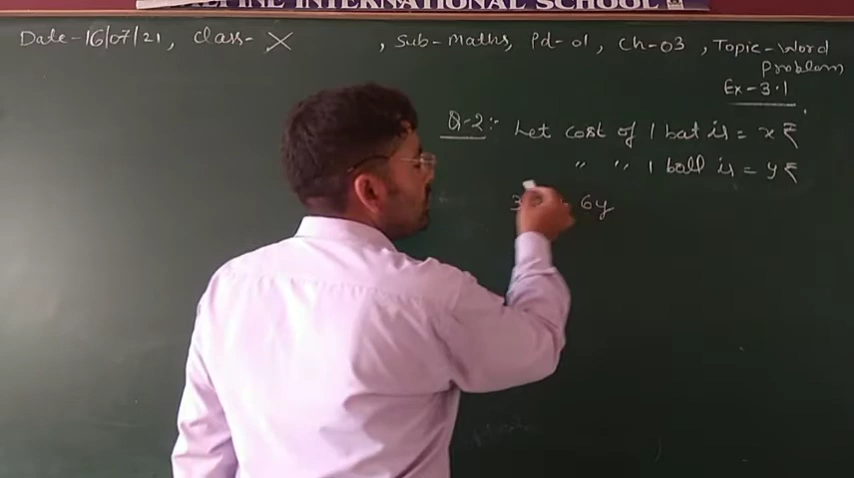 INTERNATIONAL SCHOOL
Date-16/07/21, Class-X , Sub-Maths, Pd-01, Ch-03, Topic-Word
Problem
Ex-3.1
Q-2:- Let cost of 1 bat is = x ₹
" " 1 ball is = y ₹
3 6y